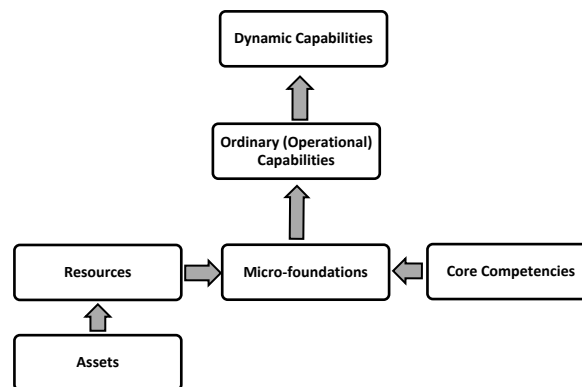 Dynamic Capabilities
Ordinary (Operational)
Capabilities
Resources
Micro-foundations
Core Competencies
Assets